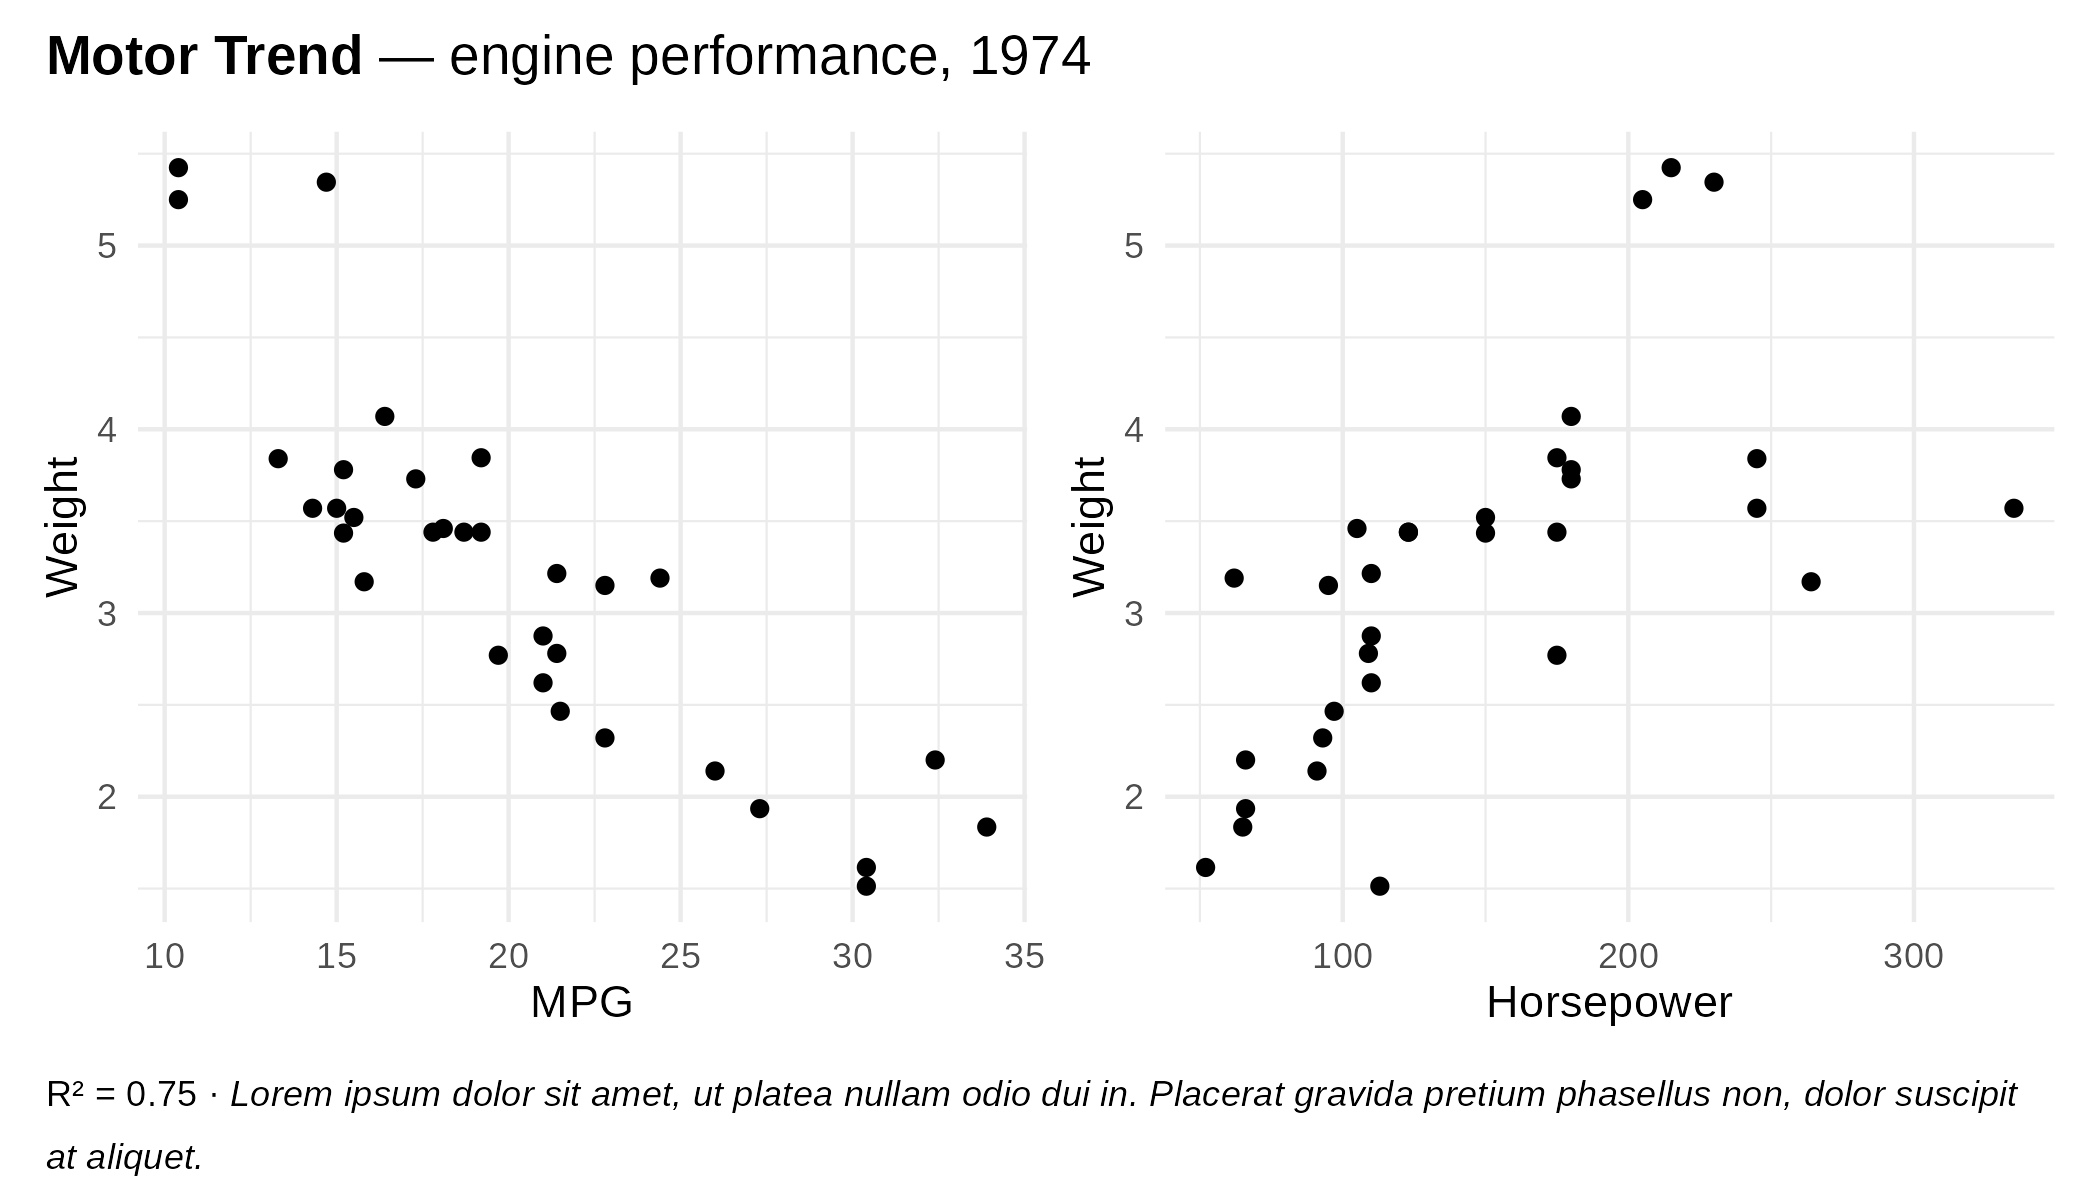 Motor Trend — engine performance, 1974
Weight
5
4
3
2
10 15 20 25 30 35
MPG
Weight
5
4
3
2
100 200 300
Horsepower
R² = 0.75 · Lorem ipsum dolor sit amet, ut platea nullam odio dui in. Placerat gravida pretium phasellus non, dolor suscipit
at aliquet.